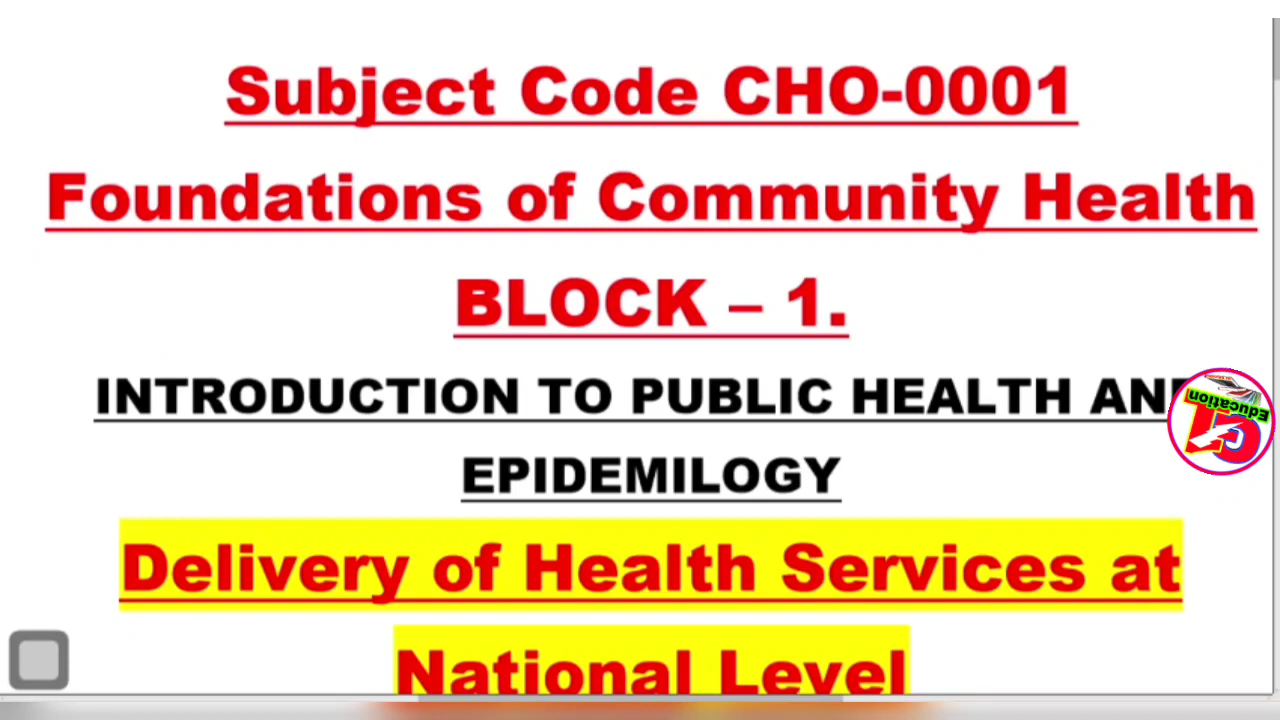 Subject Code CHO-0001
Foundations of Community Health
BLOCK – 1.
INTRODUCTION TO PUBLIC HEALTH AN
EPIDEMILOGY
Education
Delivery of Health Services at
National Level